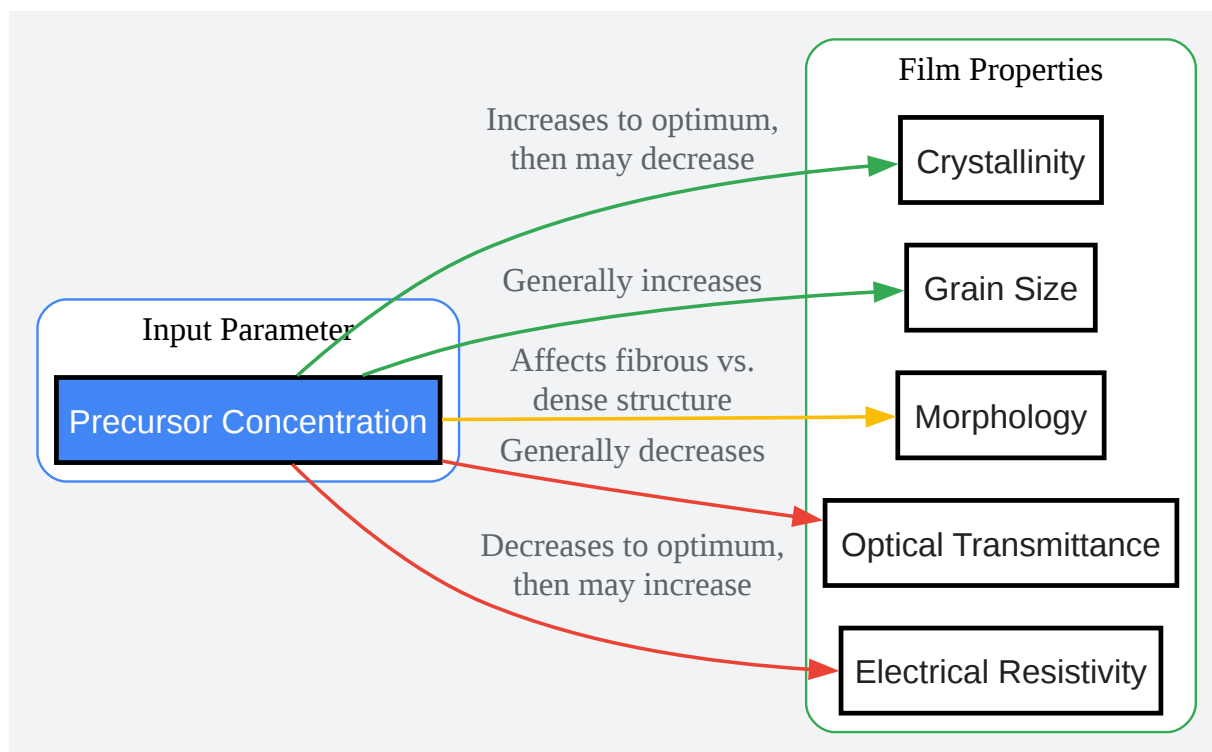 Film Properties
Increases to optimum,
then may decrease
Crystallinity
Generally increases
Grain Size
Input Parameter
Precursor Concentration
Affects fibrous vs.
dense structure
Morphology
Generally decreases
Optical Transmittance
Decreases to optimum,
then may increase
Electrical Resistivity